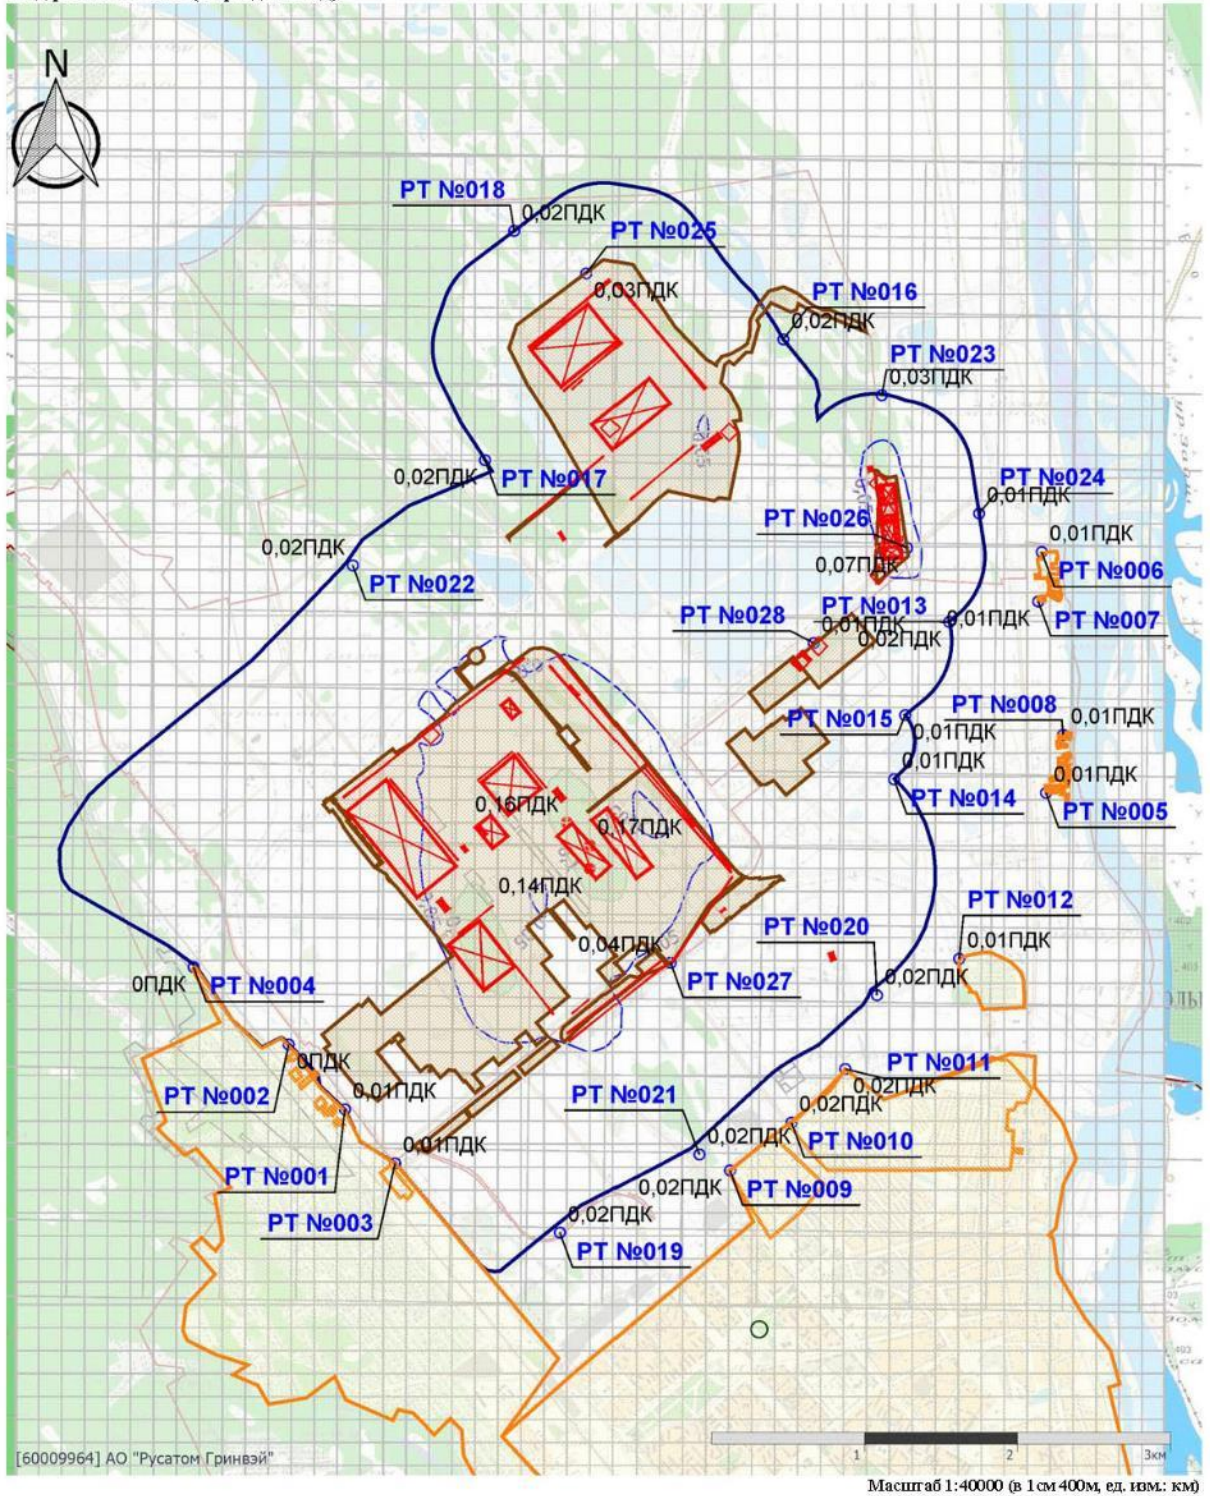 N
РТ №018
0,02ПДК
РТ №025
0,03ПДК
РТ №016
0,02ПДК
РТ №023
0,03ПДК
0,02ПДК
РТ №017
РТ №024
0,01ПДК
РТ №026
0,07ПДК
0,01ПДК
РТ №006
0,02ПДК
РТ №022
РТ №028
РТ №013
0,01ПДК
0,02ПДК
0,01ПДК
РТ №007
РТ №015
0,01ПДК
РТ №008
0,01ПДК
0,01ПДК
РТ №014
0,01ПДК
РТ №005
0,16ПДК
0,17ПДК
0,14ПДК
0,04ПДК
РТ №027
РТ №020
0,02ПДК
РТ №012
0,01ПДК
0ПДК
РТ №004
0ПДК
РТ №002
0,01ПДК
РТ №001
0,01ПДК
РТ №003
РТ №011
0,02ПДК
0,02ПДК
РТ №010
РТ №021
0,02ПДК
0,02ПДК
РТ №009
0,02ПДК
РТ №019
[60009964] АО "Русатом Гринвэй"
1
2
3км
Масштаб 1:40000 (в 1см 400м, ед. изм.: км)